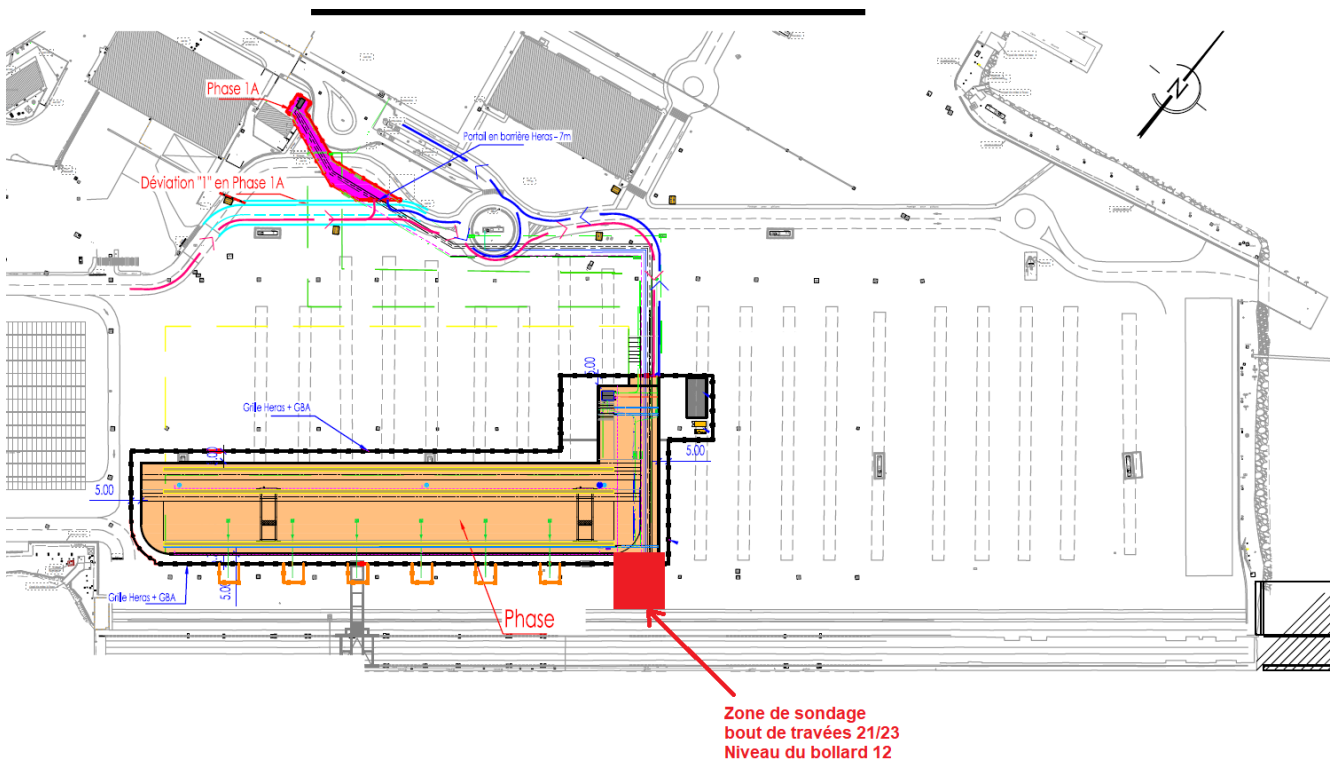 Phase 1A
Portail en barrière Heras - 7m
Déviation "1" en Phase 1A
N
5.00
Grille Heras + GBA
5.00
5.00
5.00
Grille Heras + GBA
5.00
Phase
Zone de sondage
bout de travées 21/23
Niveau du bollard 12